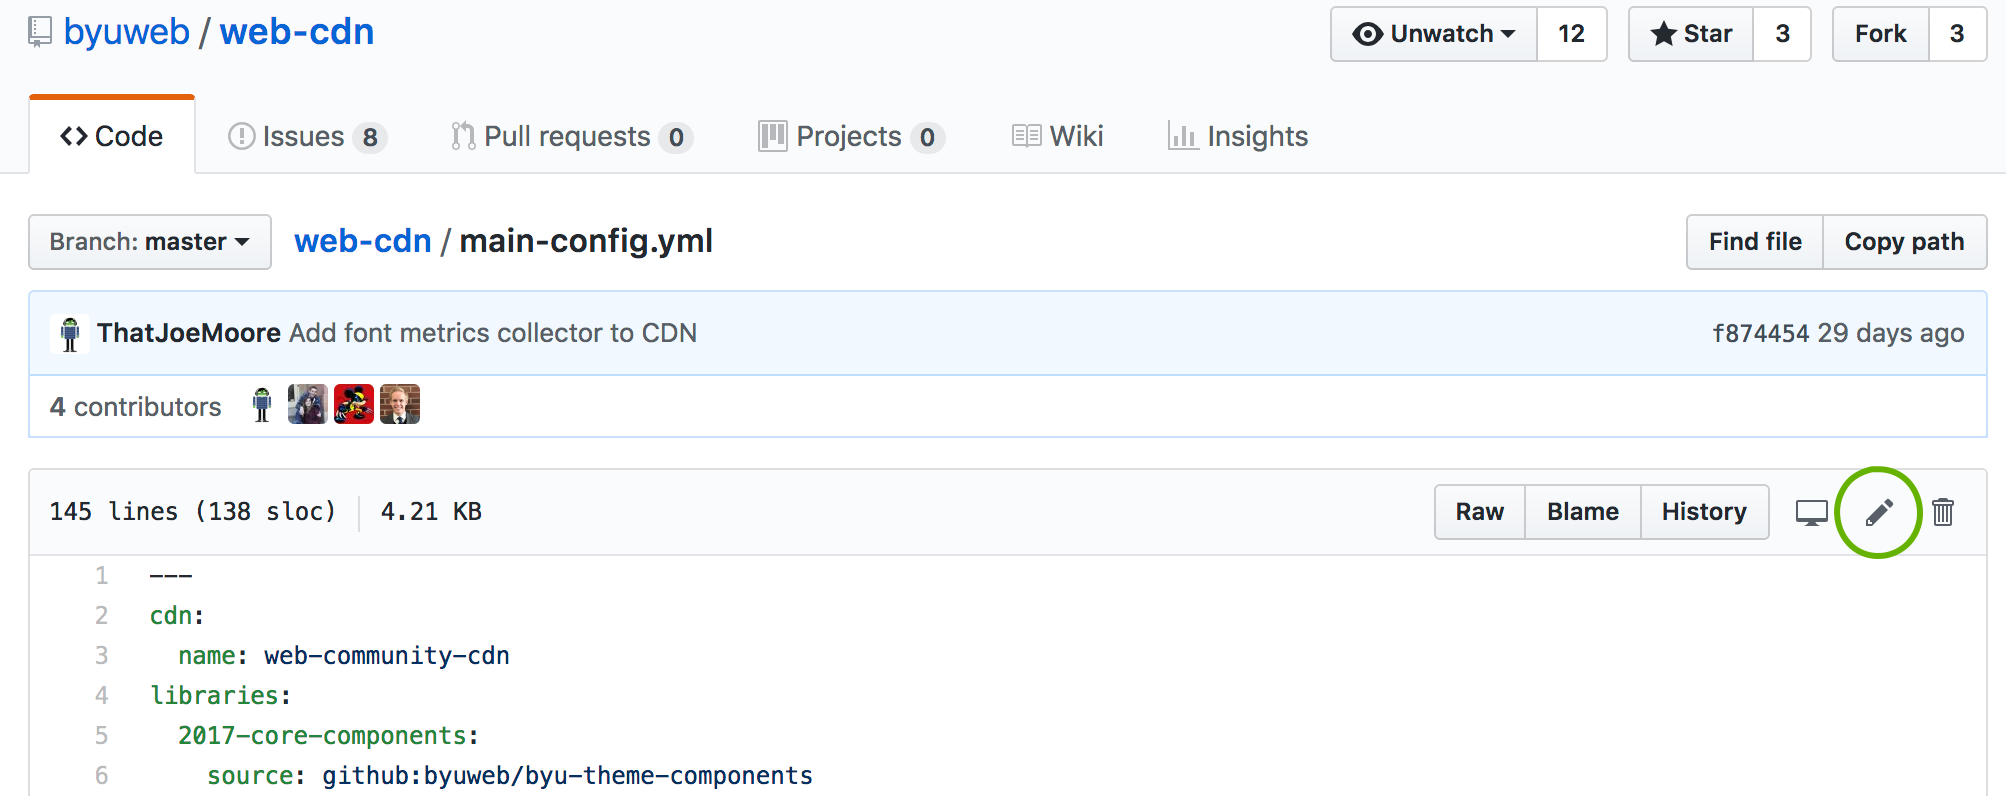 byuweb / web-cdn Unwatch 12 Star 3 Fork 3
Code Issues 8 Pull requests 0 Projects 0 Wiki Insights
Branch: master web-cdn / main-config.yml Find file Copy path
ThatJoeMoore Add font metrics collector to CDN f874454 29 days ago
4 contributors
145 lines (138 sloc) 4.21 KB Raw Blame History
1 ---
2 cdn:
3 name: web-community-cdn
4 libraries:
5 2017-core-components:
6 source: github:byuweb/byu-theme-components